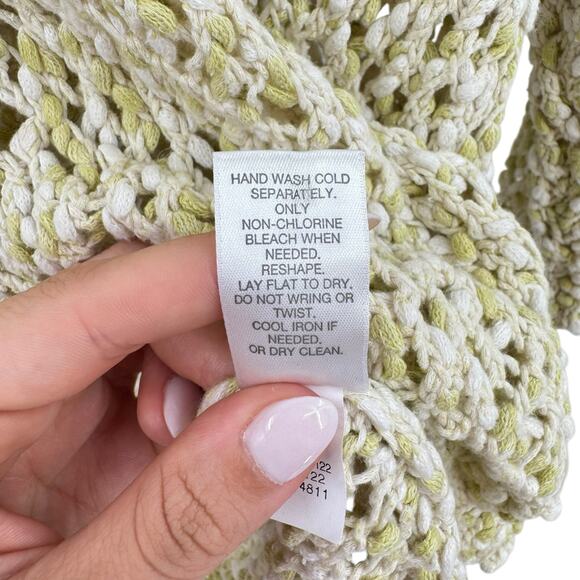 HAND WASH COLD
SEPARATELY.
ONLY
NON-CHLORINE
BLEACH WHEN
NEEDED.
RESHAPE.
LAY FLAT TO DRY.
DO NOT WRING OR
TWIST.
COOL IRON IF
NEEDED.
OR DRY CLEAN.